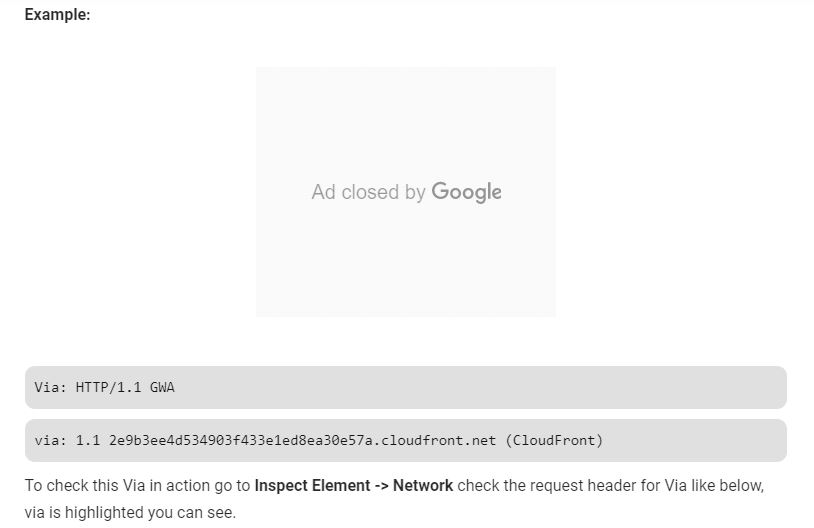 Example:
Ad closed by Google
Via: HTTP/1.1 GWA
via: 1.1 2e9b3ee4d534903f433e1ed8ea30e57a.cloudfront.net (CloudFront)
To check this Via in action go to Inspect Element -> Network check the request header for Via like below,
via is highlighted you can see.